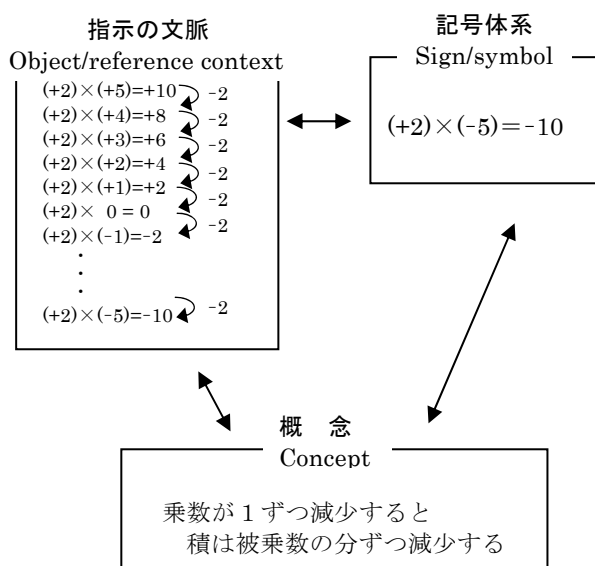 指示の文脈
Object/reference context
(+2)×(+5)=+10 -2
(+2)×(+4)=+8 -2
(+2)×(+3)=+6 -2
(+2)×(+2)=+4 -2
(+2)×(+1)=+2 -2
(+2)× 0 = 0 -2
(+2)×(-1)=-2
・
・
・
(+2)×(-5)=-10 -2
記号体系
Sign/symbol
(+2)×(-5)=-10
概 念
Concept
乗数が1ずつ減少すると
積は被乗数の分ずつ減少する